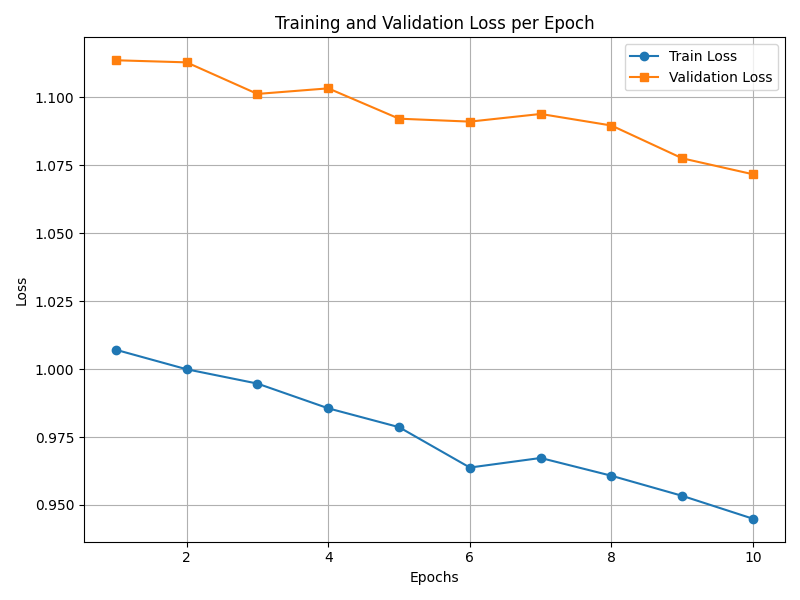 Training and Validation Loss per Epoch
Train Loss
Validation Loss
1.100
1.075
1.050
1.025
1.000
0.975
0.950
Loss
2 4 6 8 10
Epochs